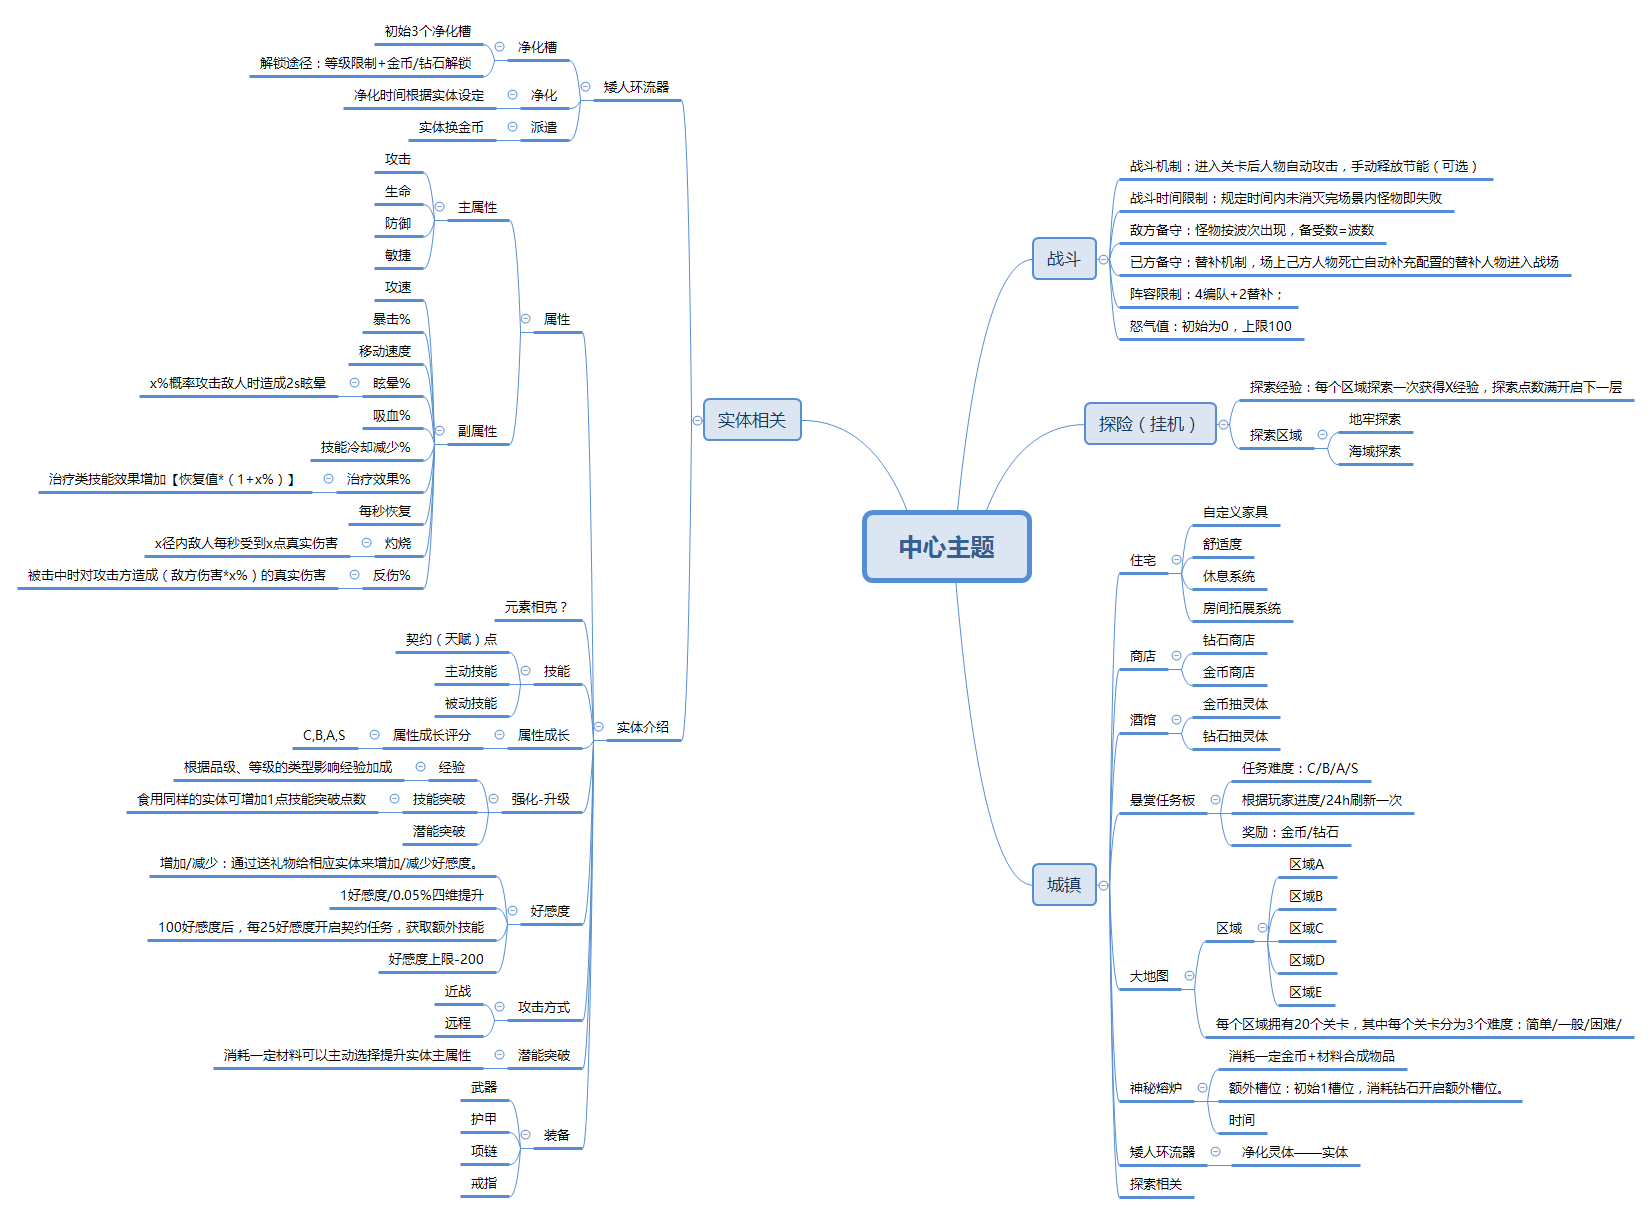 中心主题
战斗
战斗机制：进入关卡后人物自动攻击，手动释放节能（可选）
战斗时间限制：规定时间内未消灭完场景内怪物即失败
敌方备守：怪物按波次出现，备受数=波数
已方备守：替补机制，场上己方人物死亡自动补充配置的替补人物进入战场
阵容限制：4编队+2替补；
怒气值：初始为0，上限100
探险（挂机）
探索经验：每个区域探索一次获得X经验，探索点数满开启下一层
探索区域
地牢探索
海域探索
城镇
住宅
自定义家具
舒适度
休息系统
房间拓展系统
商店
钻石商店
金币商店
酒馆
金币抽灵体
钻石抽灵体
悬赏任务板
任务难度：C/B/A/S
根据玩家进度/24h刷新一次
奖励：金币/钻石
大地图
区域
区域A
区域B
区域C
区域D
区域E
每个区域拥有20个关卡，其中每个关卡分为3个难度：简单/一般/困难/
神秘熔炉
消耗一定金币+材料合成物品
额外槽位：初始1槽位，消耗钻石开启额外槽位。
时间
矮人环流器
净化灵体——实体
探索相关
实体相关
矮人环流器
净化槽
初始3个净化槽
解锁途径：等级限制+金币/钻石解锁
净化
净化时间根据实体设定
派遣
实体换金币
实体介绍
属性
主属性
攻击
生命
防御
敏捷
副属性
攻速
暴击%
移动速度
眩晕%
x%概率攻击敌人时造成2s眩晕
吸血%
技能冷却减少%
治疗效果%
治疗类技能效果增加【恢复值*（1+x%）】
每秒恢复
灼烧
x径内敌人每秒受到x点真实伤害
反伤%
被击中时对攻击方造成（敌方伤害*x%）的真实伤害
元素相克？
技能
契约（天赋）点
主动技能
被动技能
属性成长
属性成长评分
C,B,A,S
强化-升级
经验
根据品级、等级的类型影响经验加成
技能突破
食用同样的实体可增加1点技能突破点数
潜能突破
好感度
增加/减少：通过送礼物给相应实体来增加/减少好感度。
1好感度/0.05%四维提升
100好感度后，每25好感度开启契约任务，获取额外技能
好感度上限-200
攻击方式
近战
远程
潜能突破
消耗一定材料可以主动选择提升实体主属性
装备
武器
护甲
项链
戒指